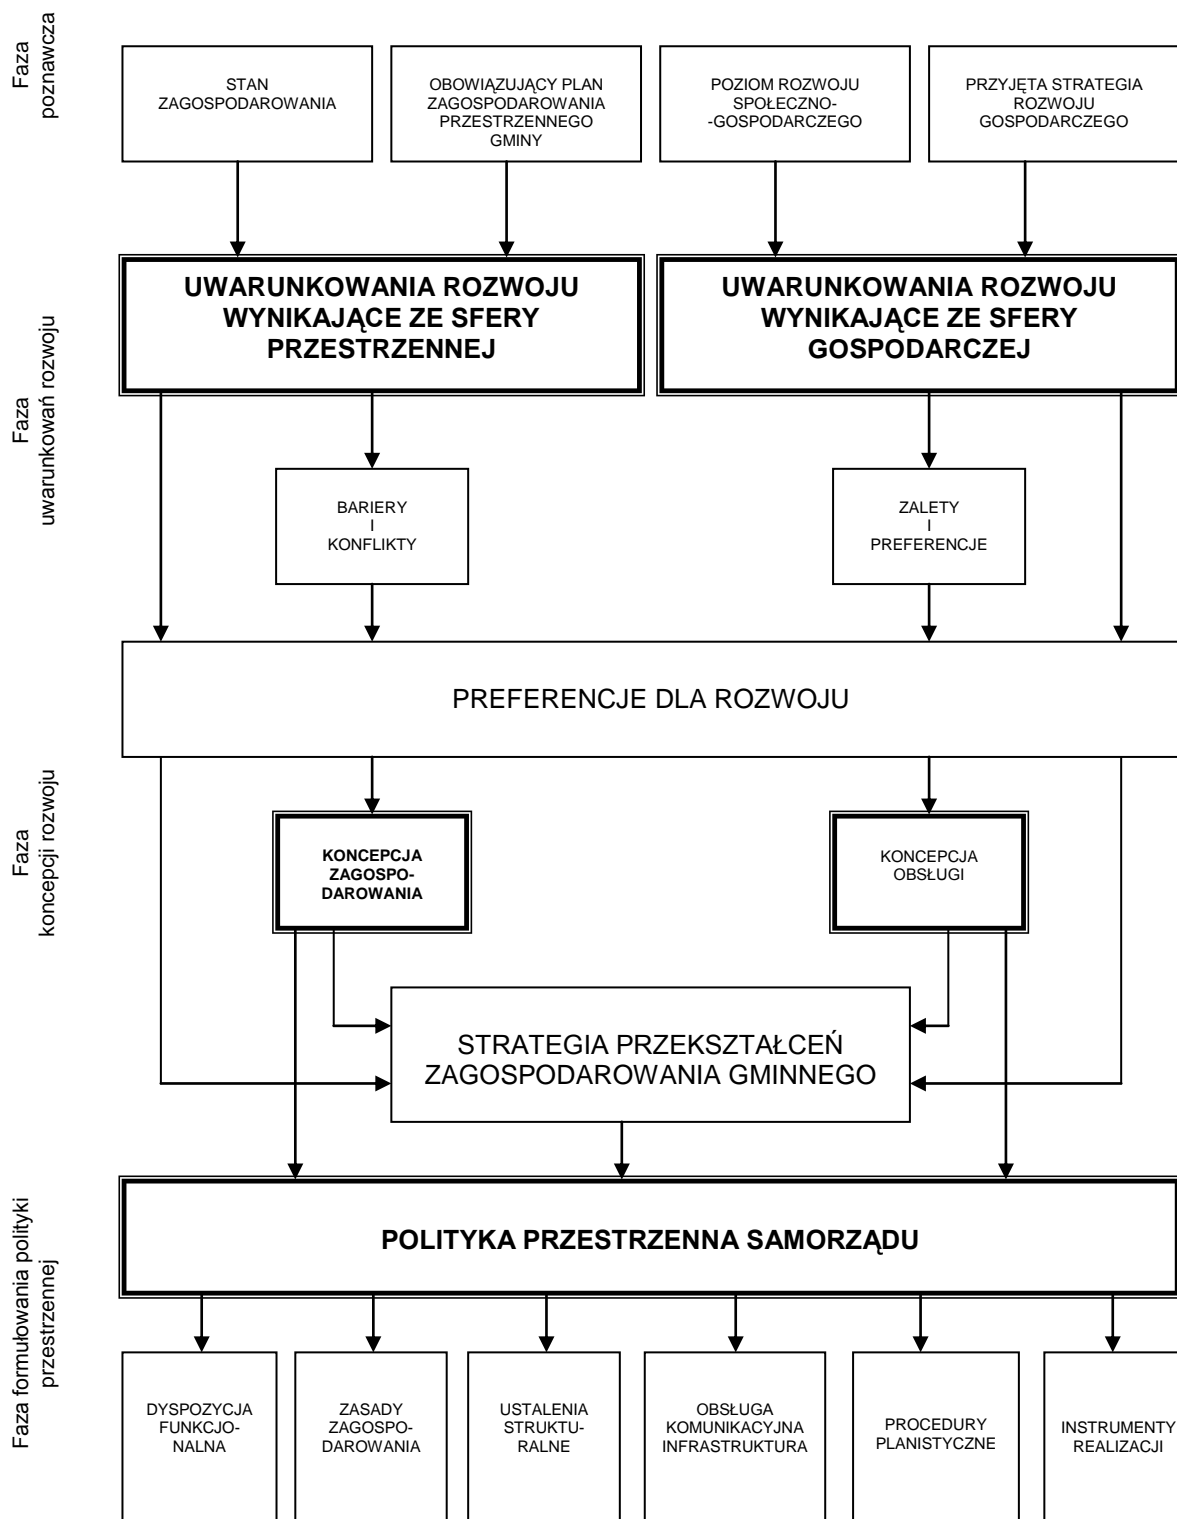 Faza
poznawcza
STAN
ZAGOSPODAROWANIA
OBOWIĄZUJĄCY PLAN
ZAGOSPODAROWANIA
PRZESTRZENNEGO
GMINY
POZIOM ROZWOJU
SPOŁECZNO-
-GOSPODARCZEGO
PRZYJĘTA STRATEGIA
ROZWOJU
GOSPODARCZEGO
Faza
uwarunkowań rozwoju
UWARUNKOWANIA ROZWOJU
WYNIKAJĄCE ZE SFERY
PRZESTRZENNEJ
UWARUNKOWANIA ROZWOJU
WYNIKAJĄCE ZE SFERY
GOSPODARCZEJ
BARIERY
I
KONFLIKTY
ZALETY
I
PREFERENCJE
PREFERENCJE DLA ROZWOJU
Faza
koncepcji rozwoju
KONCEPCJA
ZAGOSPO-
DAROWANIA
KONCEPCJA
OBSŁUGI
STRATEGIA PRZEKSZTAŁCEŃ
ZAGOSPODAROWANIA GMINNEGO
Faza formułowania polityki
przestrzennej
POLITYKA PRZESTRZENNA SAMORZĄDU
DYSPOZYCJA
FUNKCJO-
NALNA
ZASADY
ZAGOSPO-
DAROWANIA
USTALENIA
STRUKTU-
RALNE
OBSŁUGA
KOMUNIKACYJNA
INFRASTRUKTURA
PROCEDURY
PLANISTYCZNE
INSTRUMENTY
REALIZACJI